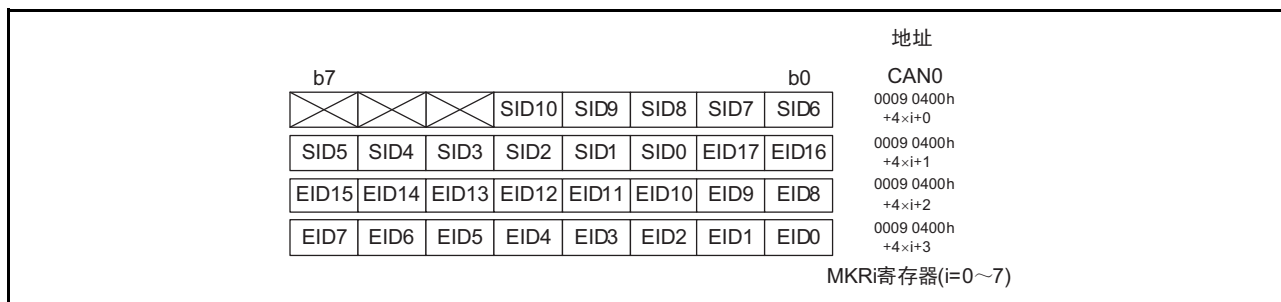 地址
b7 b0 CAN0
SID10 SID9 SID8 SID7 SID6 0009 0400h
+4×i+0
SID5 SID4 SID3 SID2 SID1 SID0 EID17 EID16 0009 0400h
+4×i+1
EID15 EID14 EID13 EID12 EID11 EID10 EID9 EID8 0009 0400h
+4×i+2
EID7 EID6 EID5 EID4 EID3 EID2 EID1 EID0 0009 0400h
+4×i+3
MKRi寄存器(i=0～7)